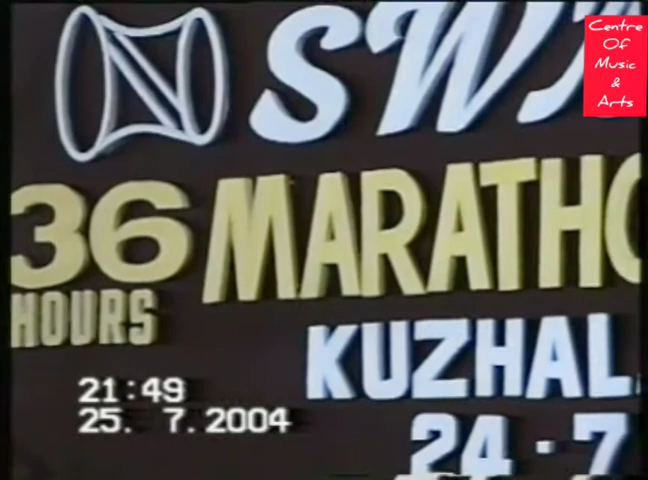 SW
Centre
Of
Music
&
Arts
36 MARATHO
HOURS
KUZHAL
21:49
25. 7.2004
24·7